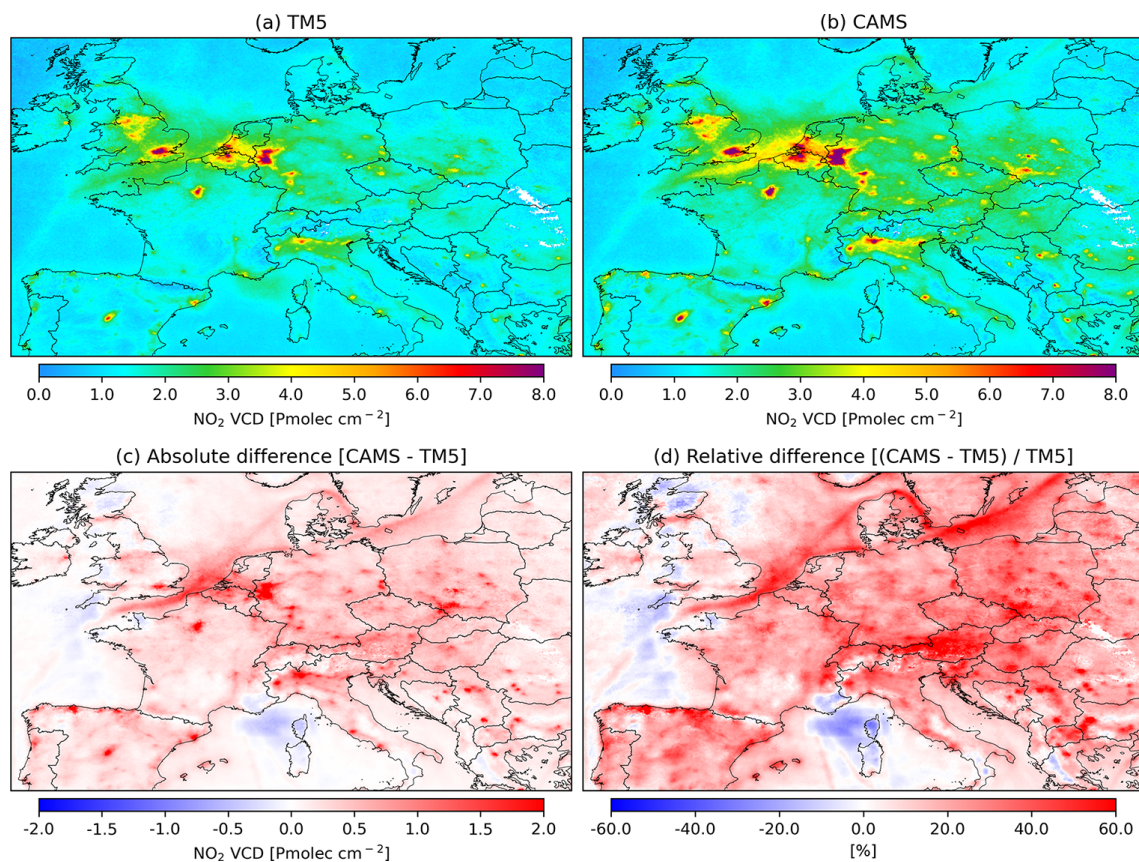 (a) TM5
(b) CAMS
0.0 1.0 2.0 3.0 4.0 5.0 6.0 7.0 8.0
NO₂ VCD [Pmolec cm⁻²]
0.0 1.0 2.0 3.0 4.0 5.0 6.0 7.0 8.0
NO₂ VCD [Pmolec cm⁻²]
(c) Absolute difference [CAMS - TM5]
(d) Relative difference [(CAMS - TM5) / TM5]
-2.0 -1.5 -1.0 -0.5 0.0 0.5 1.0 1.5 2.0
NO₂ VCD [Pmolec cm⁻²]
-60.0 -40.0 -20.0 0.0 20.0 40.0 60.0
[%]